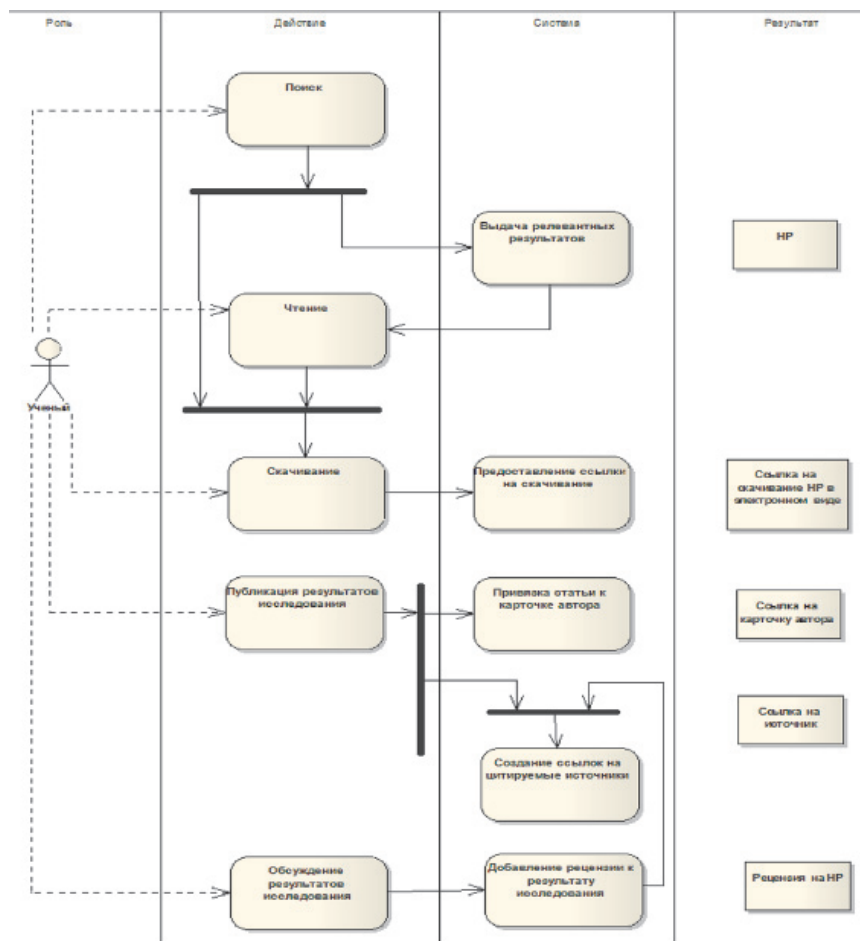 Роль
Действие
Система
Результат
Поиск
Выдача релевантных
результатов
НР
Чтение
Ученый
Скачивание
Предоставление ссылки
на скачивание
Ссылка на
скачивание НР в
электронном виде
Публикация результатов
исследования
Привязка статьи к
карточке автора
Ссылка на
карточку автора
Ссылка на
источник
Создание ссылок на
цитируемые источники
Обсуждение
результатов
исследования
Добавление рецензии к
результату
исследования
Рецензия на НР